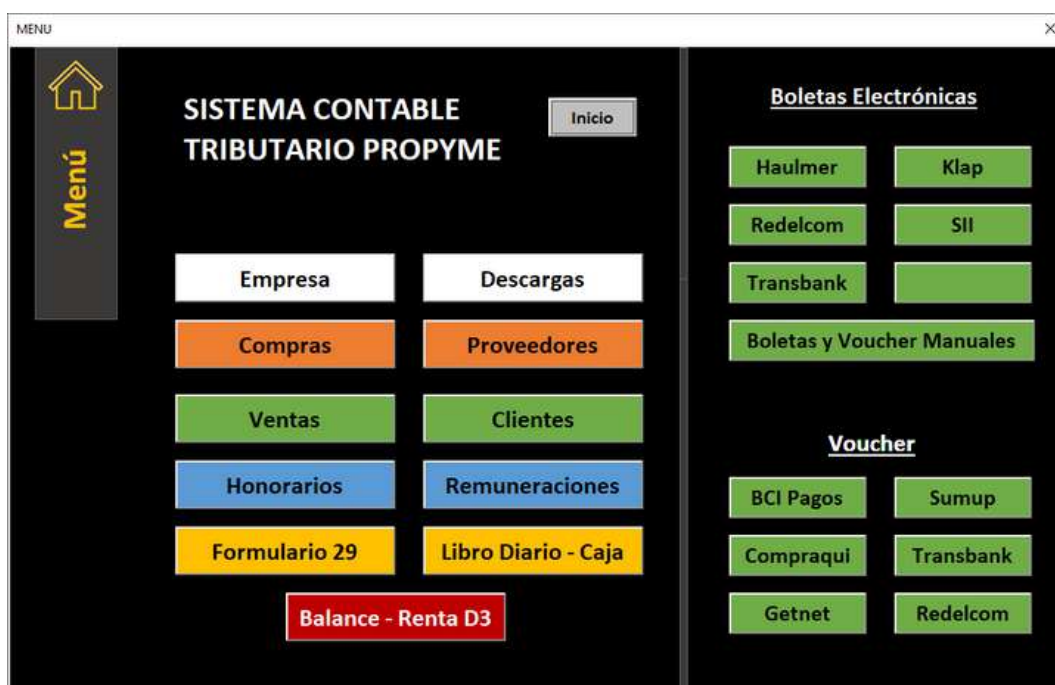 MENU
Menú
SISTEMA CONTABLE
TRIBUTARIO PROPYME
Inicio
Empresa
Descargas
Compras
Proveedores
Ventas
Clientes
Honorarios
Remuneraciones
Formulario 29
Libro Diario - Caja
Balance - Renta D3
Boletas Electrónicas
Haulmer
Klap
Redelcom
SII
Transbank
Boletas y Voucher Manuales
Voucher
BCI Pagos
Sumup
Compraqui
Transbank
Getnet
Redelcom